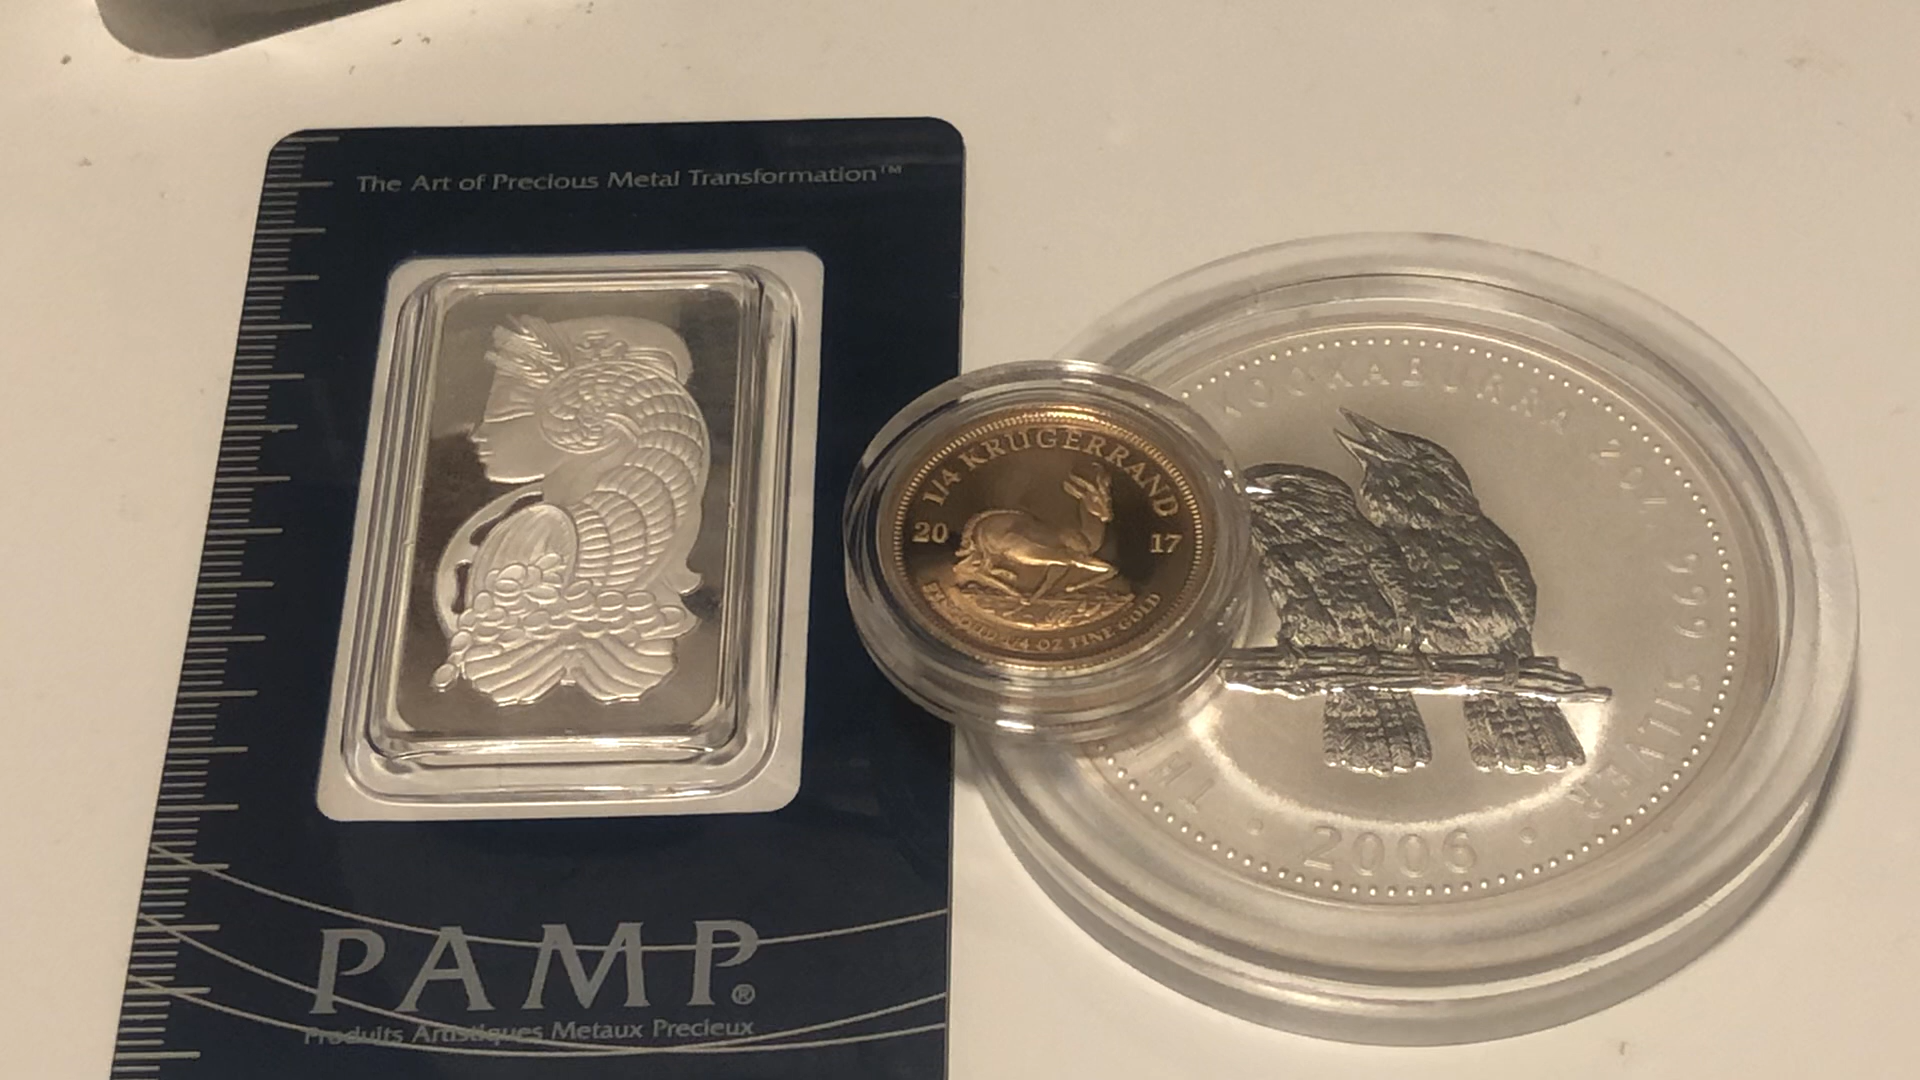 The Art of Precious Metal Transformation™
PAMP®
Produits Artistiques Metaux Precieux
1/4 KRUGERRAND
20 17
1/4 OZ FINE GOLD
KOOKABURRA 2oz 999 SILVER
2006